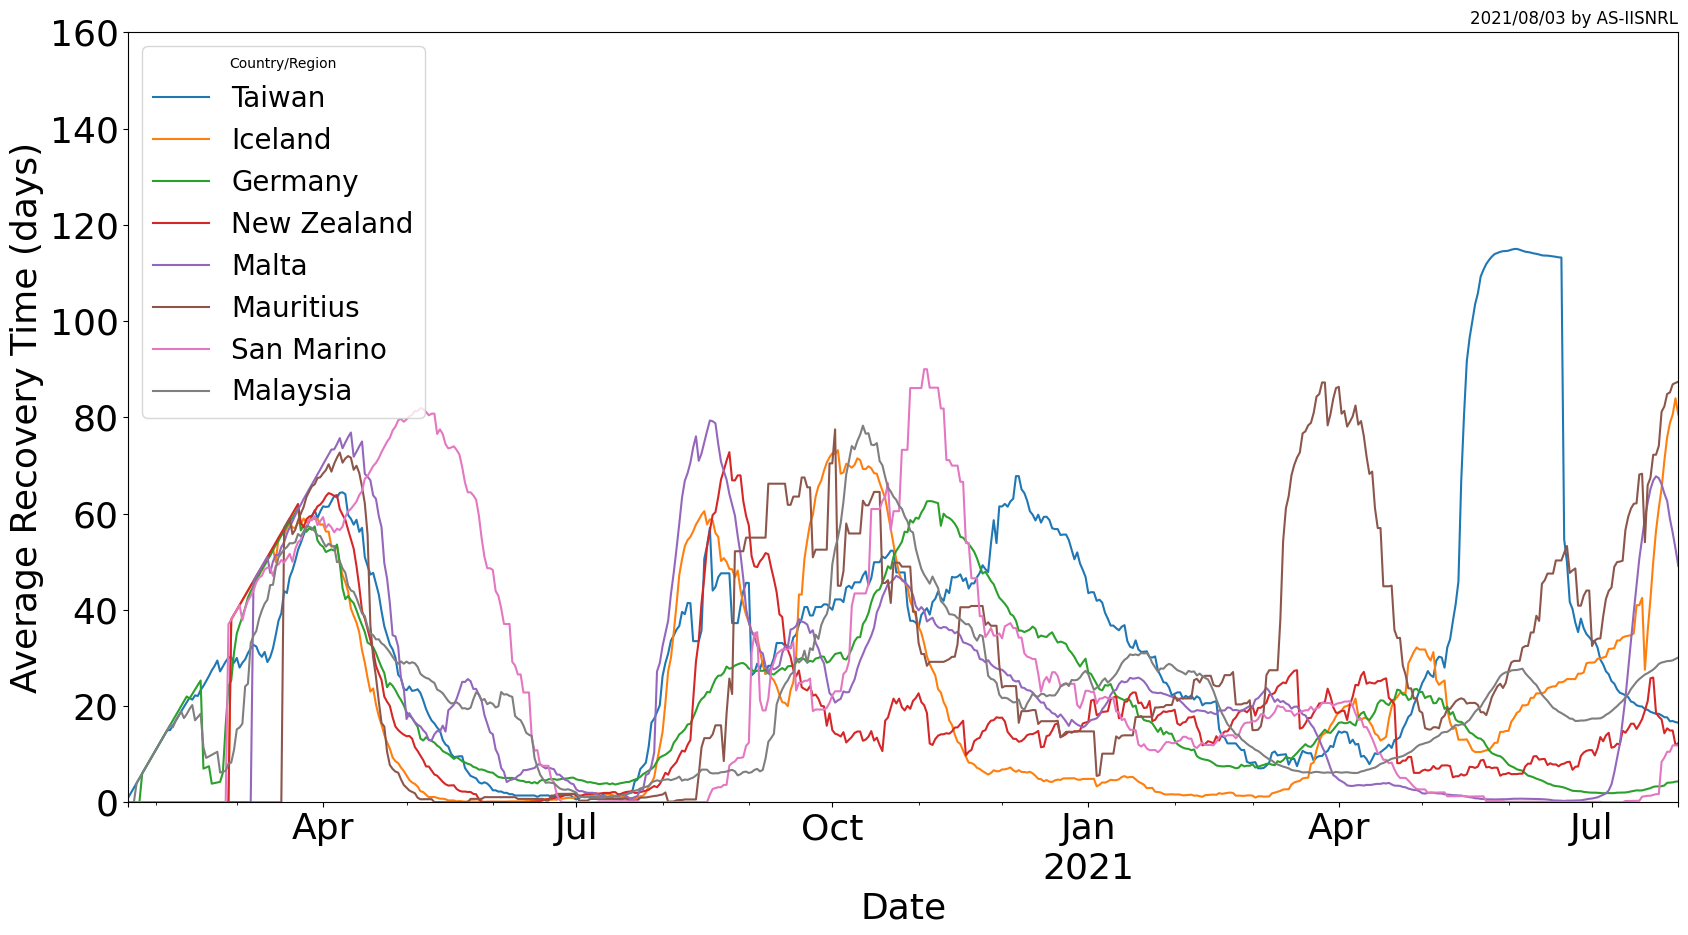 2021/08/03 by AS-IISNRL
160
140
120
100
80
60
40
20
0
Average Recovery Time (days)
Country/Region
Taiwan
Iceland
Germany
New Zealand
Malta
Mauritius
San Marino
Malaysia
Apr
Jul
Oct
Jan
2021
Apr
Jul
Date